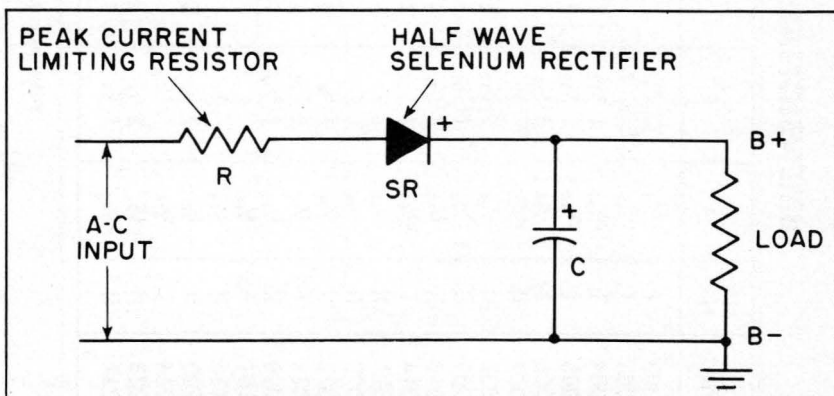 PEAK CURRENT
LIMITING RESISTOR
HALF WAVE
SELENIUM RECTIFIER
+
R
SR
B+
A-C
INPUT
+
C
LOAD
B−